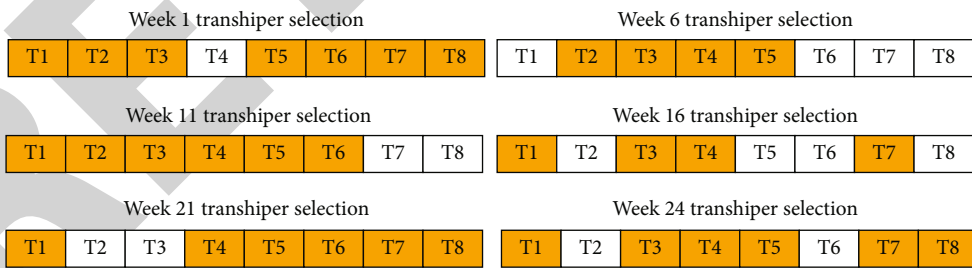 Week 1 transhiper selection
T1 T2 T3 T4 T5 T6 T7 T8
Week 6 transhiper selection
T1 T2 T3 T4 T5 T6 T7 T8
Week 11 transhiper selection
T1 T2 T3 T4 T5 T6 T7 T8
Week 16 transhiper selection
T1 T2 T3 T4 T5 T6 T7 T8
Week 21 transhiper selection
T1 T2 T3 T4 T5 T6 T7 T8
Week 24 transhiper selection
T1 T2 T3 T4 T5 T6 T7 T8